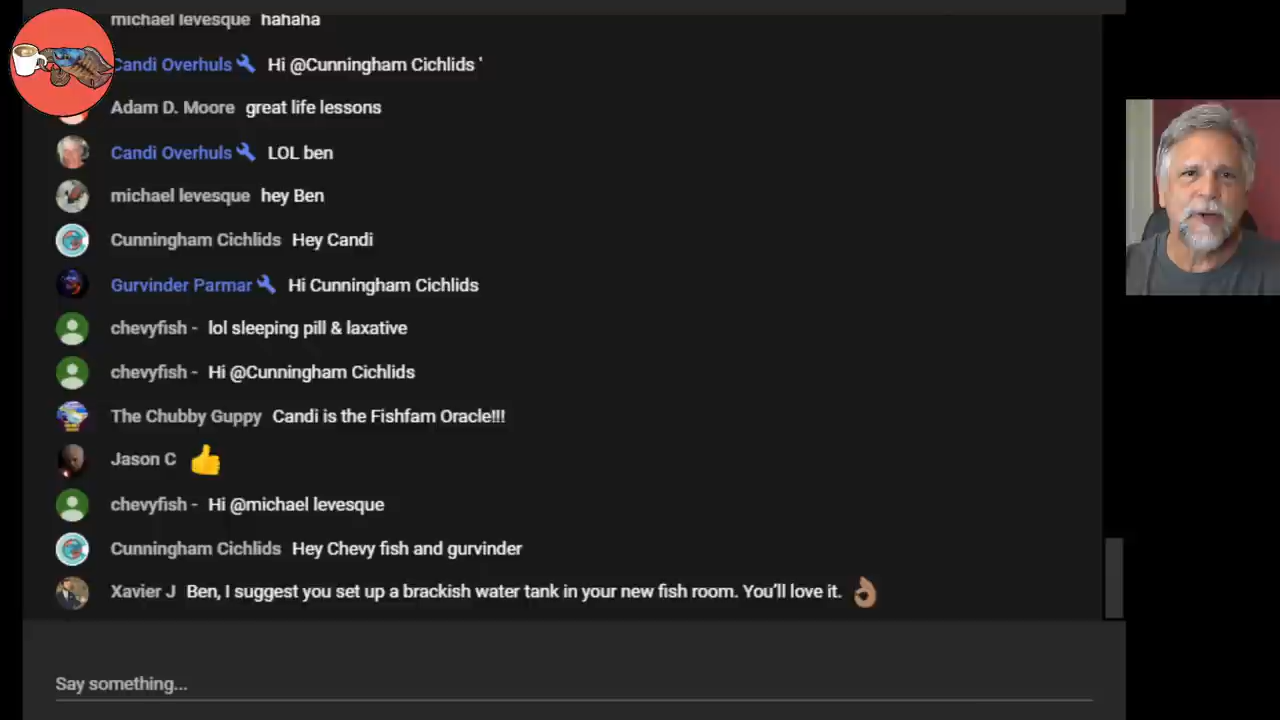 michael levesque hahaha
Candi Overhuls Hi @Cunningham Cichlids '
Adam D. Moore great life lessons
Candi Overhuls LOL ben
michael levesque hey Ben
Cunningham Cichlids Hey Candi
Gurvinder Parmar Hi Cunningham Cichlids
chevyfish - lol sleeping pill & laxative
chevyfish - Hi @Cunningham Cichlids
The Chubby Guppy Candi is the Fishfam Oracle!!!
Jason C 👍
chevyfish - Hi @michael levesque
Cunningham Cichlids Hey Chevy fish and gurvinder
Xavier J Ben, I suggest you set up a brackish water tank in your new fish room. You'll love it. 👌🏽
Say something...